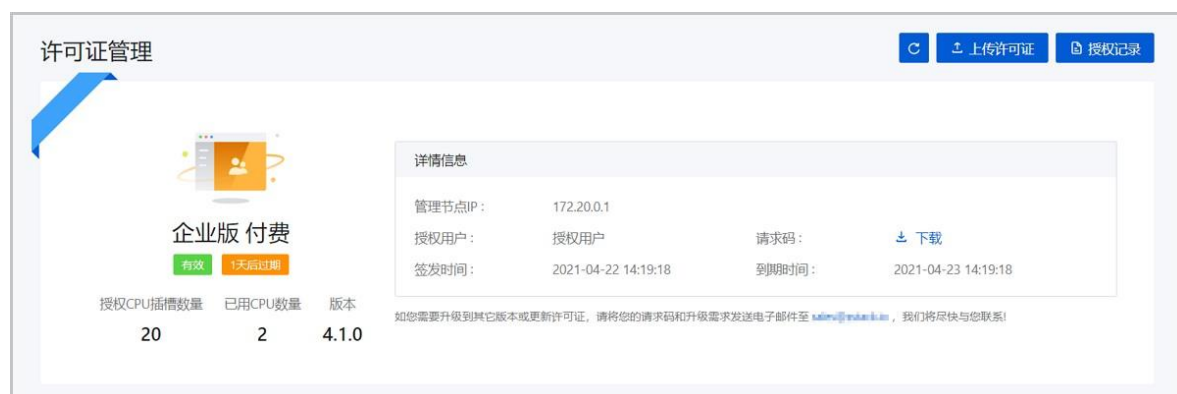 许可证管理
上传许可证
授权记录
企业版 付费
有效
1天后过期
授权CPU插槽数量 已用CPU数量 版本
20 2 4.1.0
详情信息
管理节点IP： 172.20.0.1
授权用户： 授权用户 请求码： 下载
签发时间： 2021-04-22 14:19:18 到期时间： 2021-04-23 14:19:18
如您需要升级到其它版本或更新许可证，请将您的请求码和升级需求发送电子邮件至 ，我们将尽快与您联系!